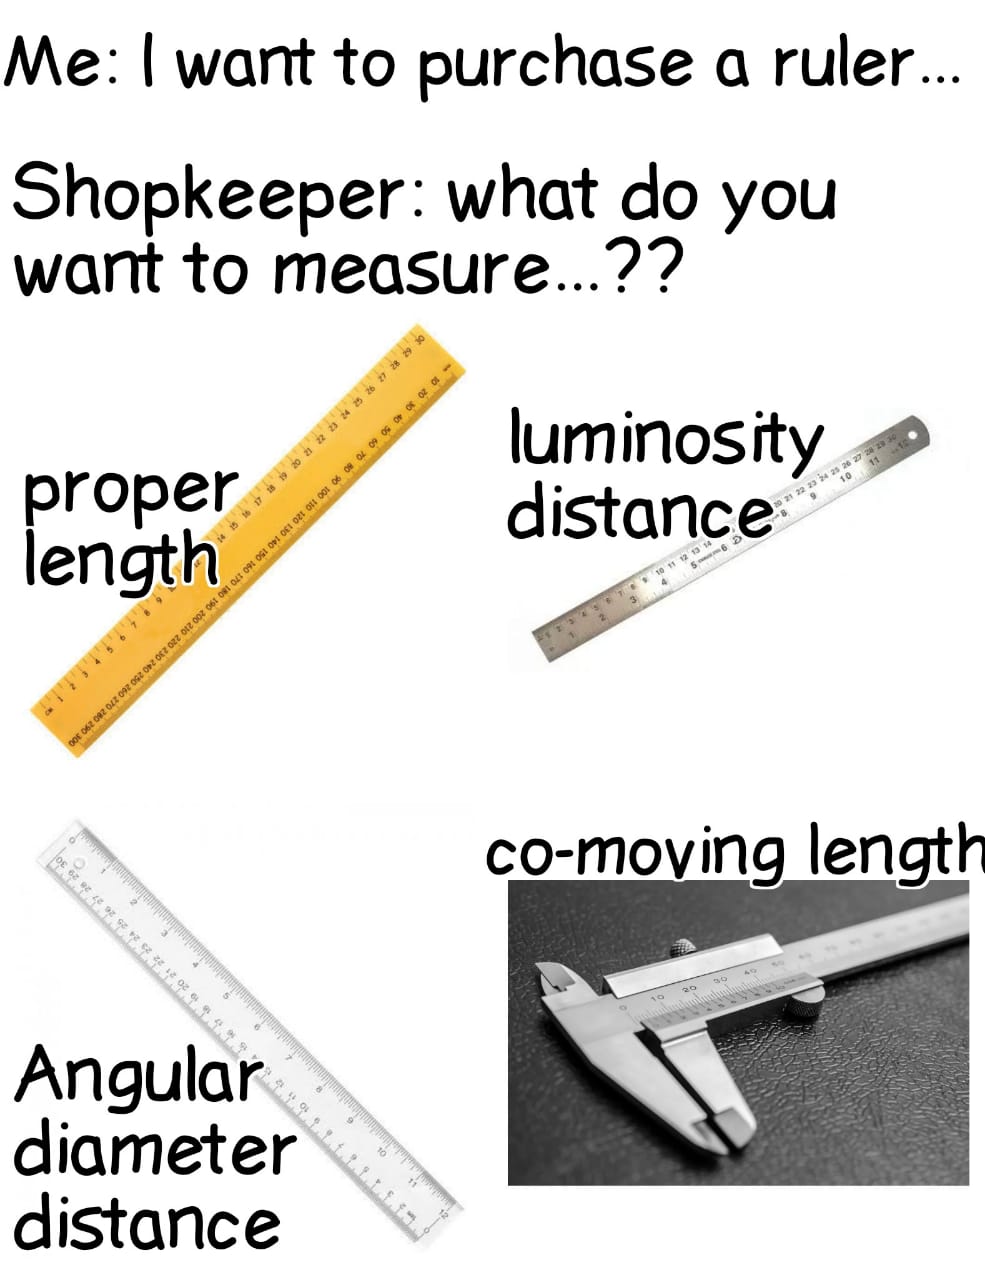 Me: I want to purchase a ruler...
Shopkeeper: what do you
want to measure...??
proper
length
luminosity
distance
co-moving length
Angular
diameter
distance